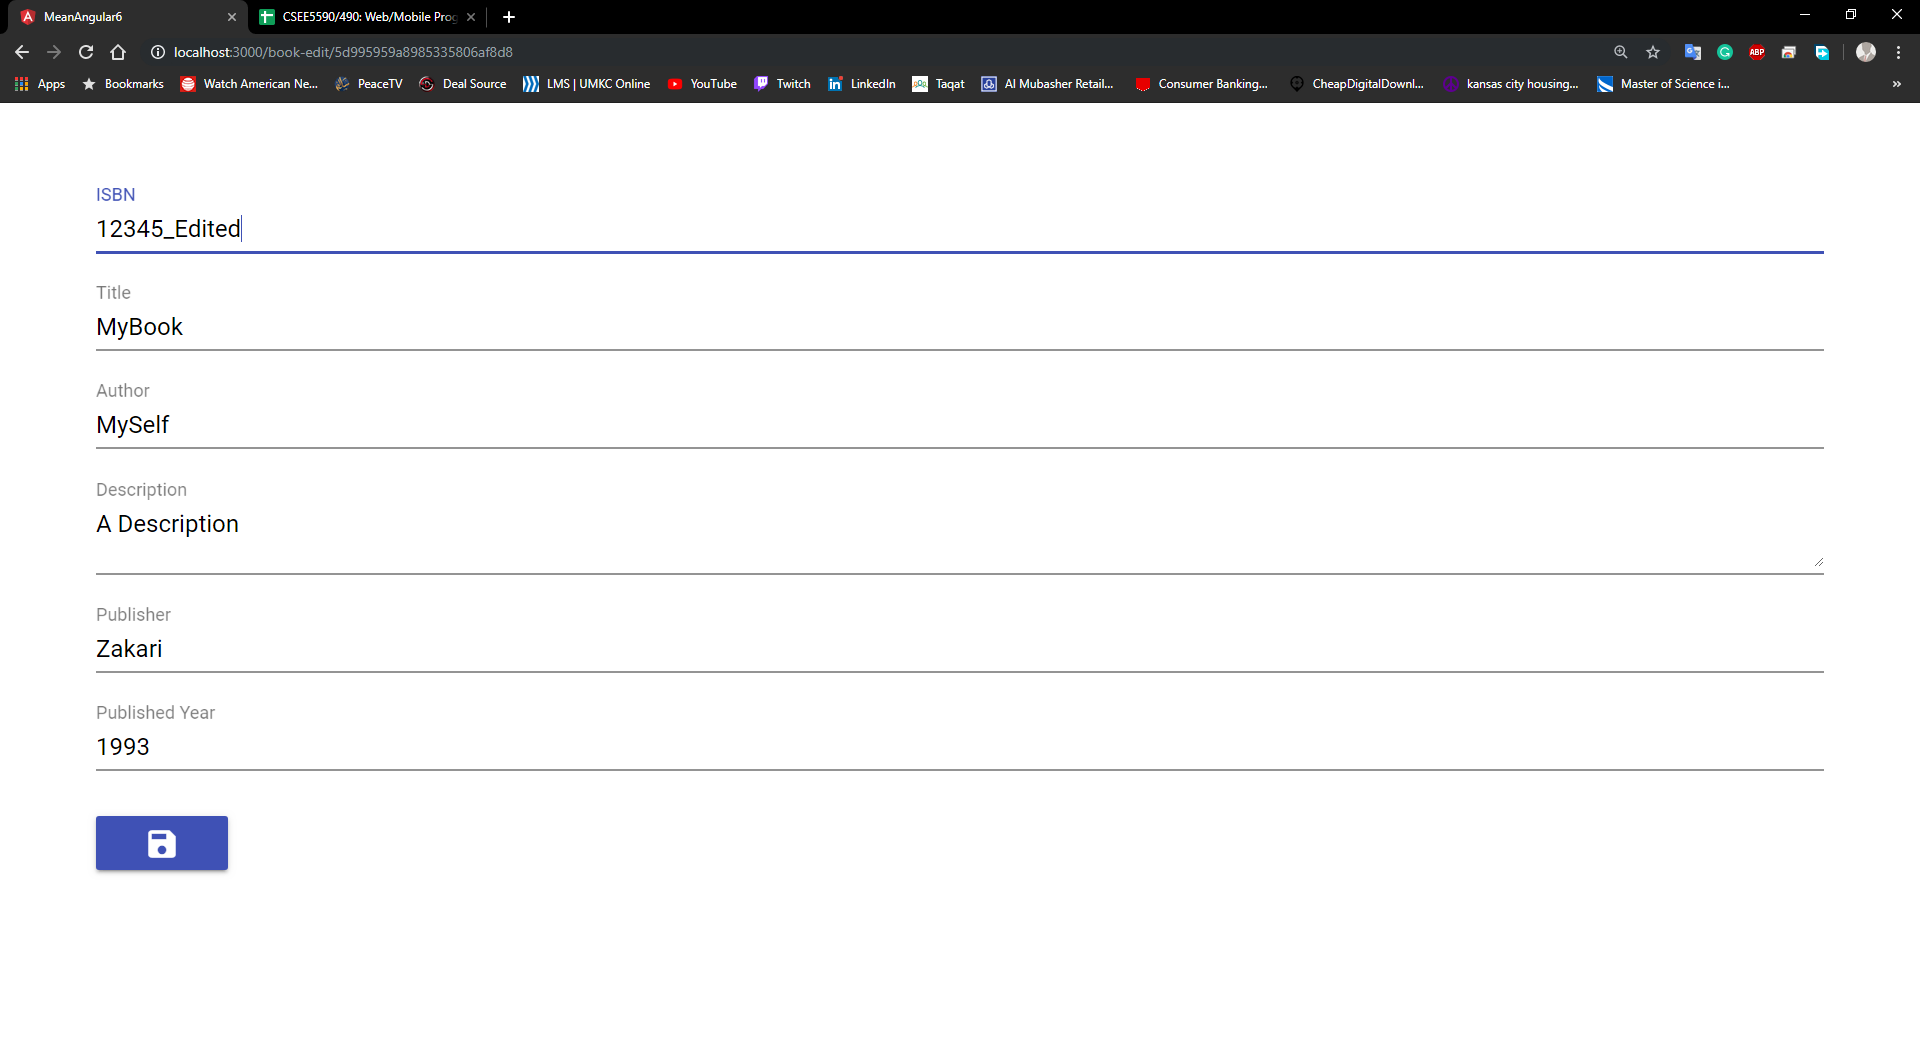 MeanAngular6
CSEE5590/490: Web/Mobile Prog
localhost:3000/book-edit/5d995959a8985335806af8d8
ABP
Apps Bookmarks Watch American Ne... PeaceTV Deal Source LMS | UMKC Online YouTube Twitch LinkedIn Taqat Al Mubasher Retail... Consumer Banking... CheapDigitalDownl... kansas city housing... Master of Science i... »
ISBN
12345_Edited
Title
MyBook
Author
MySelf
Description
A Description
Publisher
Zakari
Published Year
1993